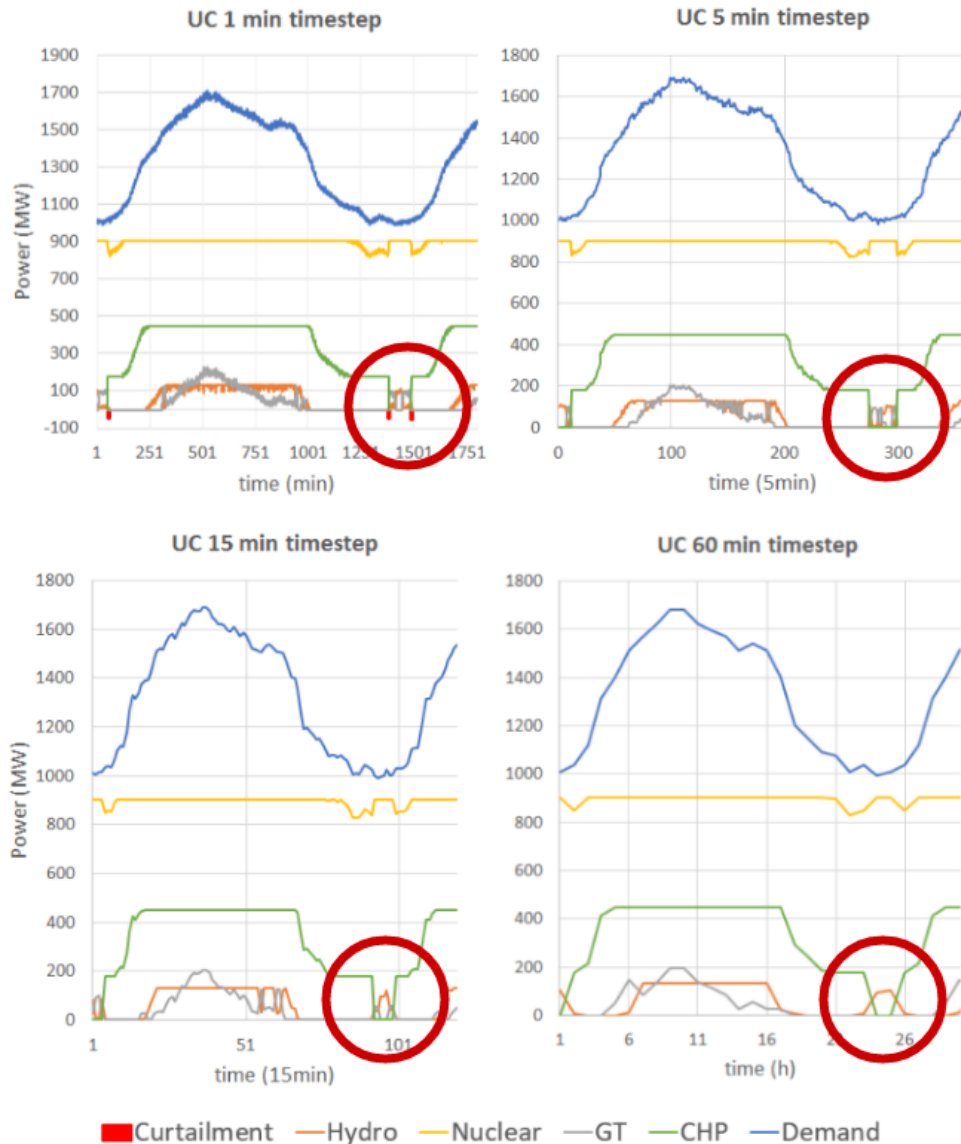 UC 1 min timestep
1900
1700
1500
1300
1100
900
700
500
300
100
-100
Power (MW)
1 251 501 751 1001 1251 1501 1751
time (min)
UC 5 min timestep
1800
1600
1400
1200
1000
800
600
400
200
0
0 100 200 300
time (5min)
UC 15 min timestep
1800
1600
1400
1200
1000
800
600
400
200
0
Power (MW)
1 51 101
time (15min)
UC 60 min timestep
1800
1600
1400
1200
1000
800
600
400
200
0
1 6 11 16 26
time (h)
Curtailment Hydro Nuclear GT CHP Demand